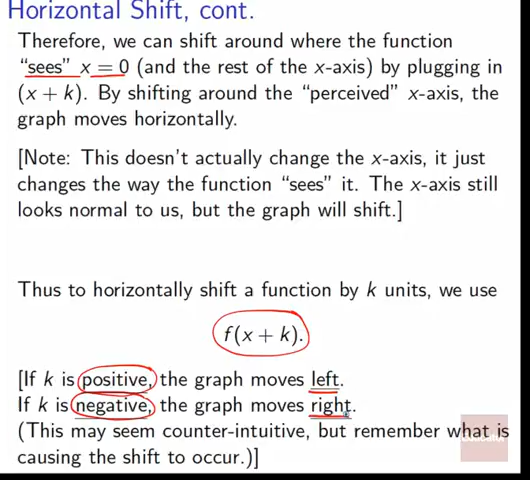 Horizontal Shift, cont.
Therefore, we can shift around where the function
“sees” x = 0 (and the rest of the x-axis) by plugging in
(x + k). By shifting around the “perceived” x-axis, the
graph moves horizontally.
[Note: This doesn't actually change the x-axis, it just
changes the way the function “sees” it. The x-axis still
looks normal to us, but the graph will shift.]
Thus to horizontally shift a function by k units, we use
f(x + k).
[If k is positive, the graph moves left.
If k is negative, the graph moves right.
(This may seem counter-intuitive, but remember what is
causing the shift to occur.)]